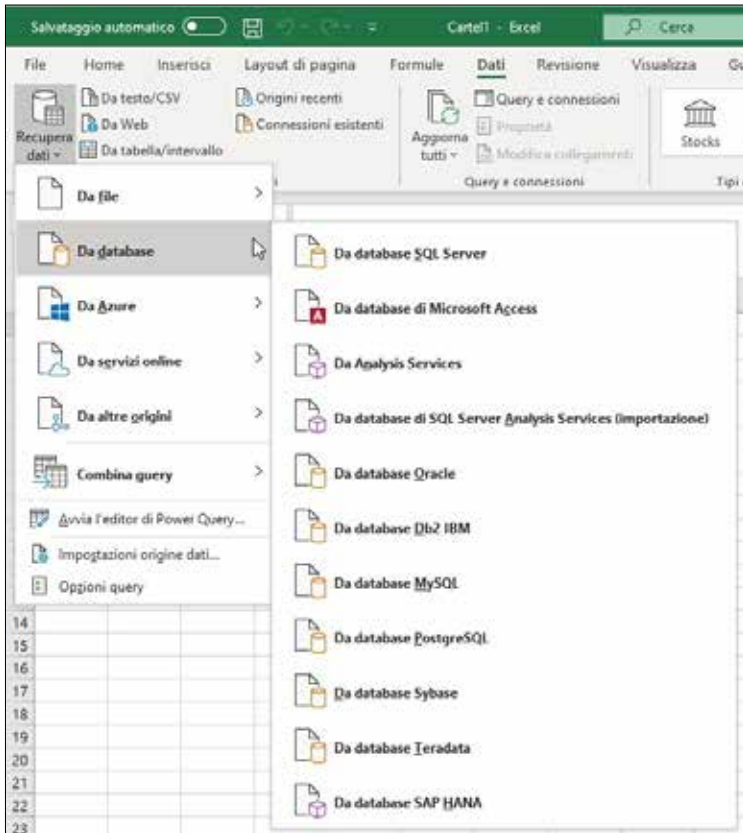 Salvataggio automatico
Cartel1 - Excel
Cerca
File Home Inserisci Layout di pagina Formule Dati Revisione Visualizza
Recupera dati
Da testo/CSV
Da Web
Da tabella/intervallo
Origini recenti
Connessioni esistenti
Aggiorna tutti
Query e connessioni
Proprietà
Modifica collegamenti
Query e connessioni
Stocks
Tipi
Da file
Da database
Da Azure
Da servizi online
Da altre origini
Combina query
Avvia l'editor di Power Query...
Impostazioni origine dati...
Opzioni query
Da database SQL Server
Da database di Microsoft Access
Da Analysis Services
Da database di SQL Server Analysis Services (importazione)
Da database Oracle
Da database Db2 IBM
Da database MySQL
Da database PostgreSQL
Da database Sybase
Da database Teradata
Da database SAP HANA
14
15
16
17
18
19
20
21
22
23